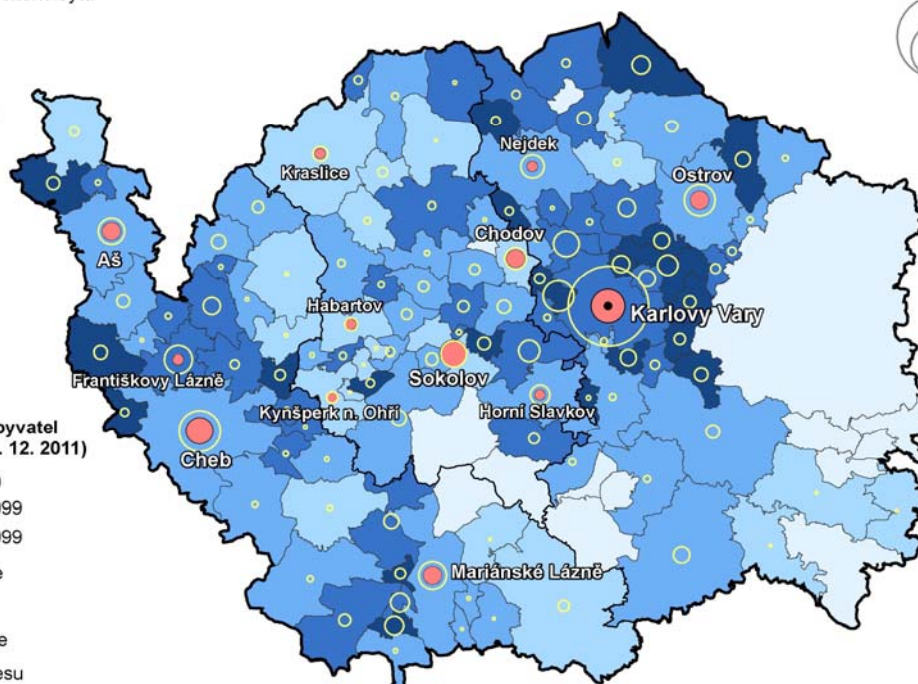 Nejdek
Ostrov
Kraslice
Chodov
Aš
Habartov
Karlovy Vary
Františkovy Lázně
Sokolov
Kynšperk n. Ohří
Horní Slavkov
Cheb
byvatel
. 12. 2011)
99
99
e
e
esu
Mariánské Lázně